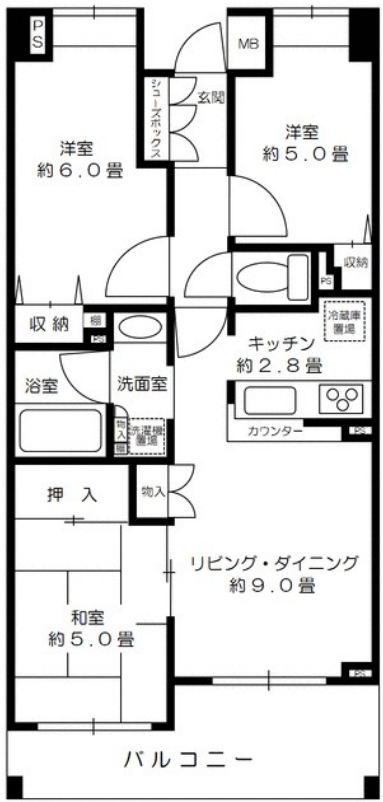 PS
MB
シューズボックス
玄関
洋室
約6.0畳
洋室
約5.0畳
収納
PS
収納
棚
PS
キッチン
約2.8畳
冷蔵庫
置場
浴室
洗面室
物入
棚
洗濯機
置場
カウンター
PS
押入
物入
リビング・ダイニング
約9.0畳
和室
約5.0畳
PS
バルコニー